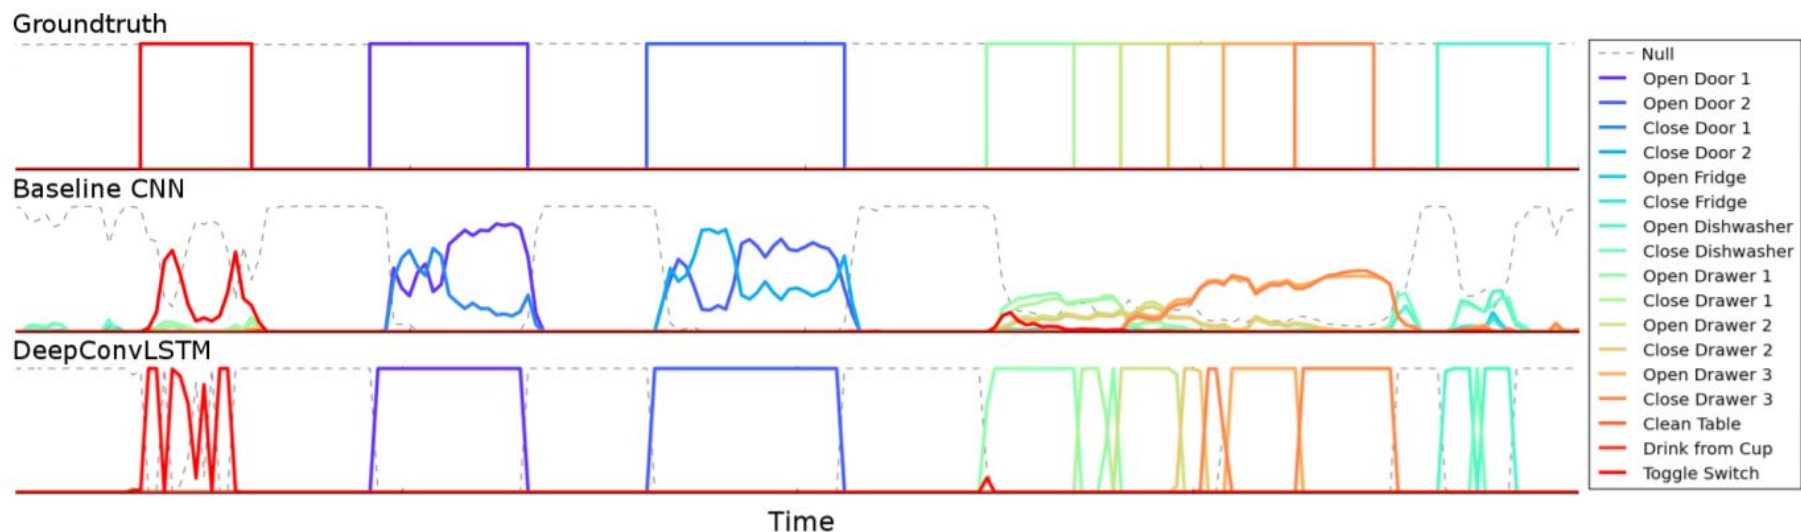 Groundtruth
Baseline CNN
DeepConvLSTM
Time
Null
Open Door 1
Open Door 2
Close Door 1
Close Door 2
Open Fridge
Close Fridge
Open Dishwasher
Close Dishwasher
Open Drawer 1
Close Drawer 1
Open Drawer 2
Close Drawer 2
Open Drawer 3
Close Drawer 3
Clean Table
Drink from Cup
Toggle Switch